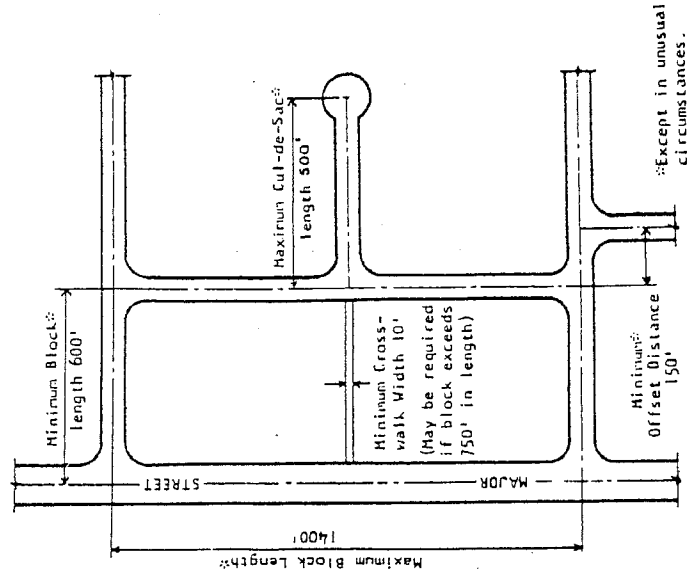 Minimum Block*
length 600'
Maximum Cul-de-Sac*
length 500'
Minimum Cross-
walk Width 10'
(May be required
if block exceeds
750' in length)
Minimum*
Offset Distance
150'
MAJOR STREET
Maximum Block Length*
1400'
*Except in unusual
circumstances.